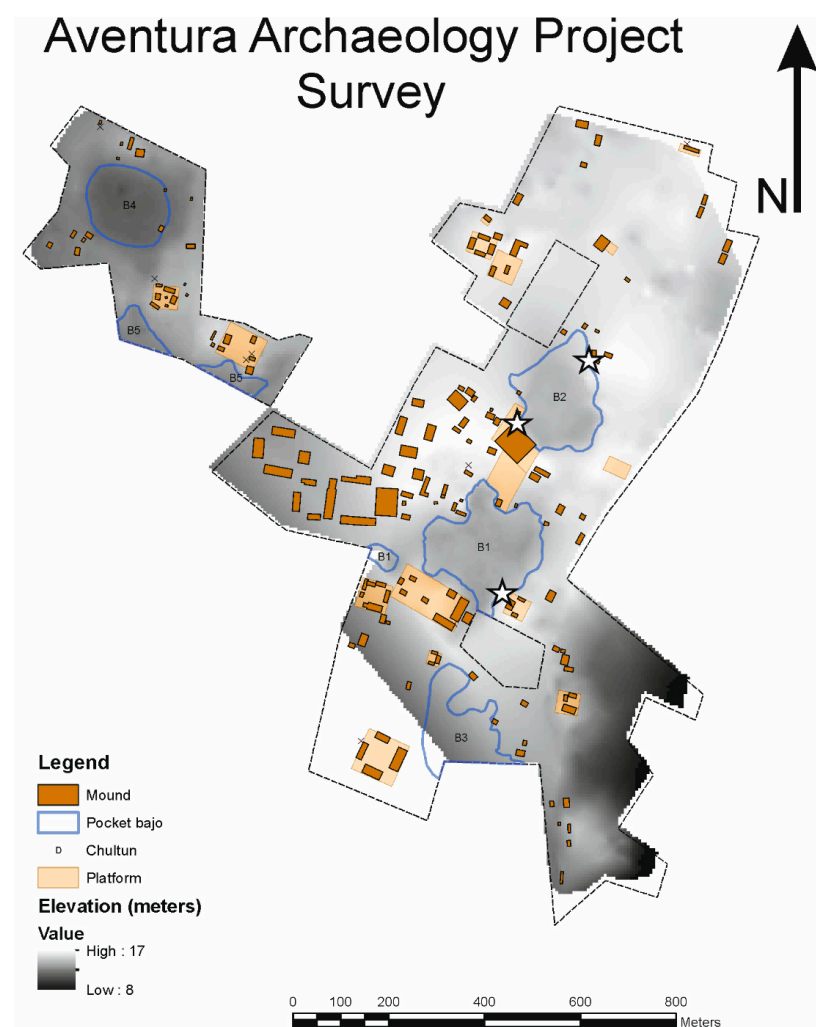 Aventura Archaeology Project
Survey
N
B4
B5
B5
B2
B1
B1
B3
Legend
Mound
Pocket bajo
D Chultun
Platform
Elevation (meters)
Value
High : 17
Low : 8
0 100 200 400 600 800
Meters